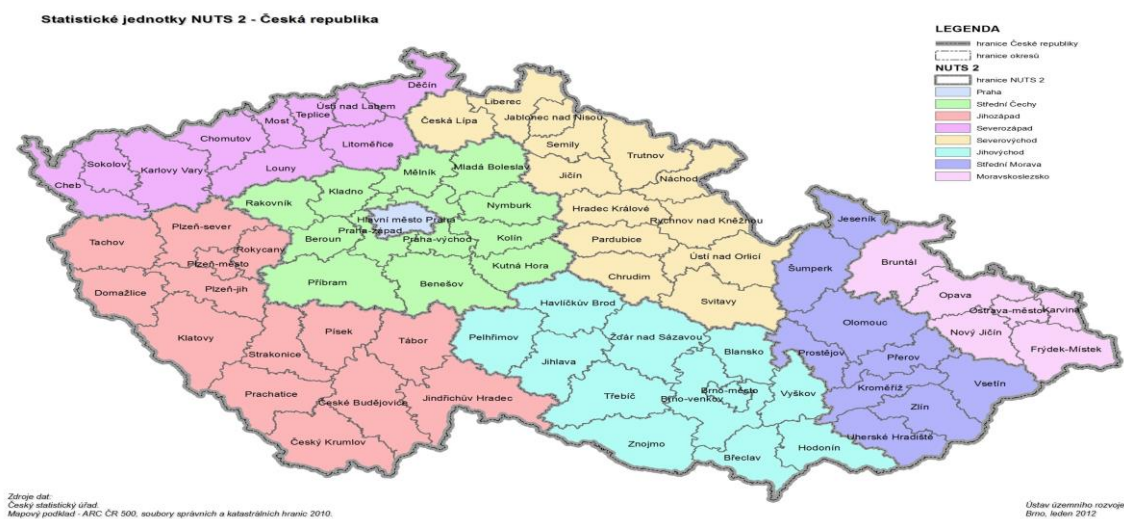 Statistické jednotky NUTS 2 - Česká republika
LEGENDA
hranice České republiky
hranice okresů
NUTS 2
hranice NUTS 2
Praha
Střední Čechy
Jihozápad
Severozápad
Severovýchod
Jihovýchod
Střední Morava
Moravskoslezsko
Děčín
Ústí nad Labem
Teplice
Most
Chomutov
Litoměřice
Louny
Sokolov
Karlovy Vary
Cheb
Liberec
Česká Lípa
Jablonec nad Nisou
Semily
Trutnov
Jičín
Náchod
Hradec Králové
Rychnov nad Kněžnou
Pardubice
Ústí nad Orlicí
Chrudim
Svitavy
Mělník
Mladá Boleslav
Kladno
Rakovník
Nymburk
Hlavní město Praha
Praha-západ
Praha-východ
Beroun
Kolín
Kutná Hora
Příbram
Benešov
Tachov
Plzeň-sever
Rokycany
Plzeň-město
Domažlice
Plzeň-jih
Klatovy
Písek
Tábor
Strakonice
Prachatice
České Budějovice
Jindřichův Hradec
Český Krumlov
Havlíčkův Brod
Pelhřimov
Žďár nad Sázavou
Jihlava
Blansko
Třebíč
Brno-město
Brno-venkov
Vyškov
Znojmo
Břeclav
Hodonín
Jeseník
Šumperk
Olomouc
Prostějov
Přerov
Kroměříž
Vsetín
Zlín
Uherské Hradiště
Bruntál
Opava
Ostrava-město
Karviná
Nový Jičín
Frýdek-Místek
Zdroje dat:
Český statistický úřad.
Mapový podklad - ARC ČR 500, soubory správních a katastrálních hranic 2010.
Ústav územního rozvoje
Brno, leden 2012